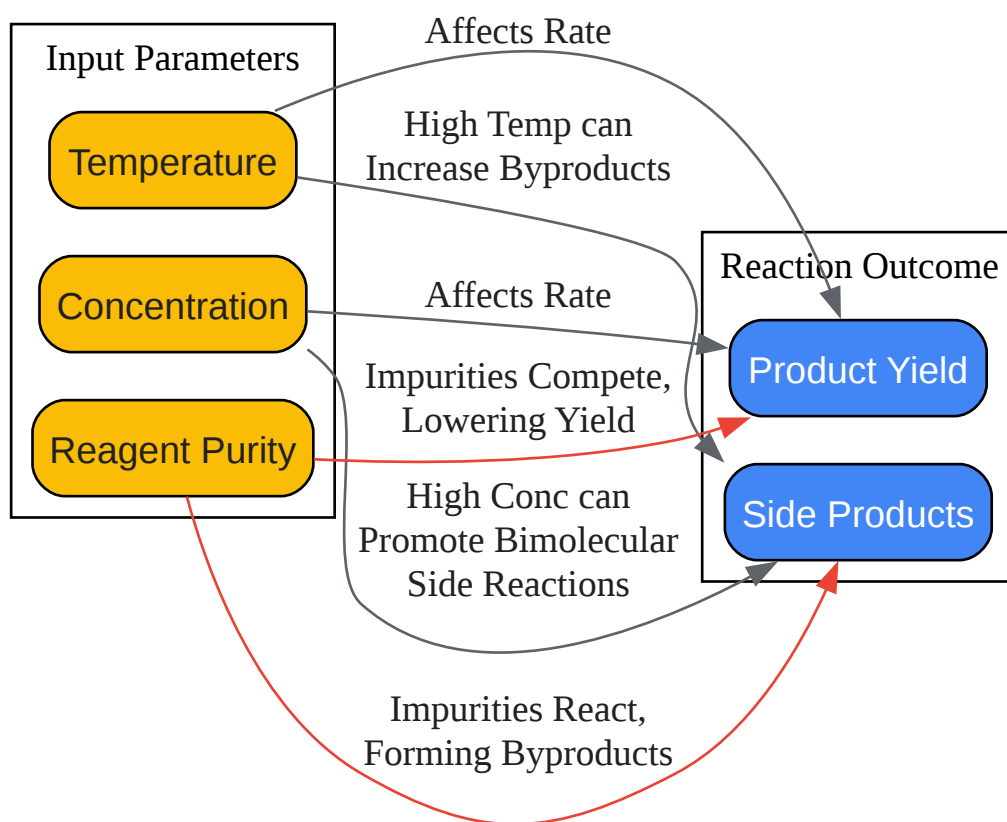 Affects Rate
Input Parameters
High Temp can
Increase Byproducts
Temperature
Reaction Outcome
Affects Rate
Concentration
Product Yield
Impurities Compete,
Lowering Yield
Reagent Purity
High Conc can
Promote Bimolecular
Side Reactions
Side Products
Impurities React,
Forming Byproducts